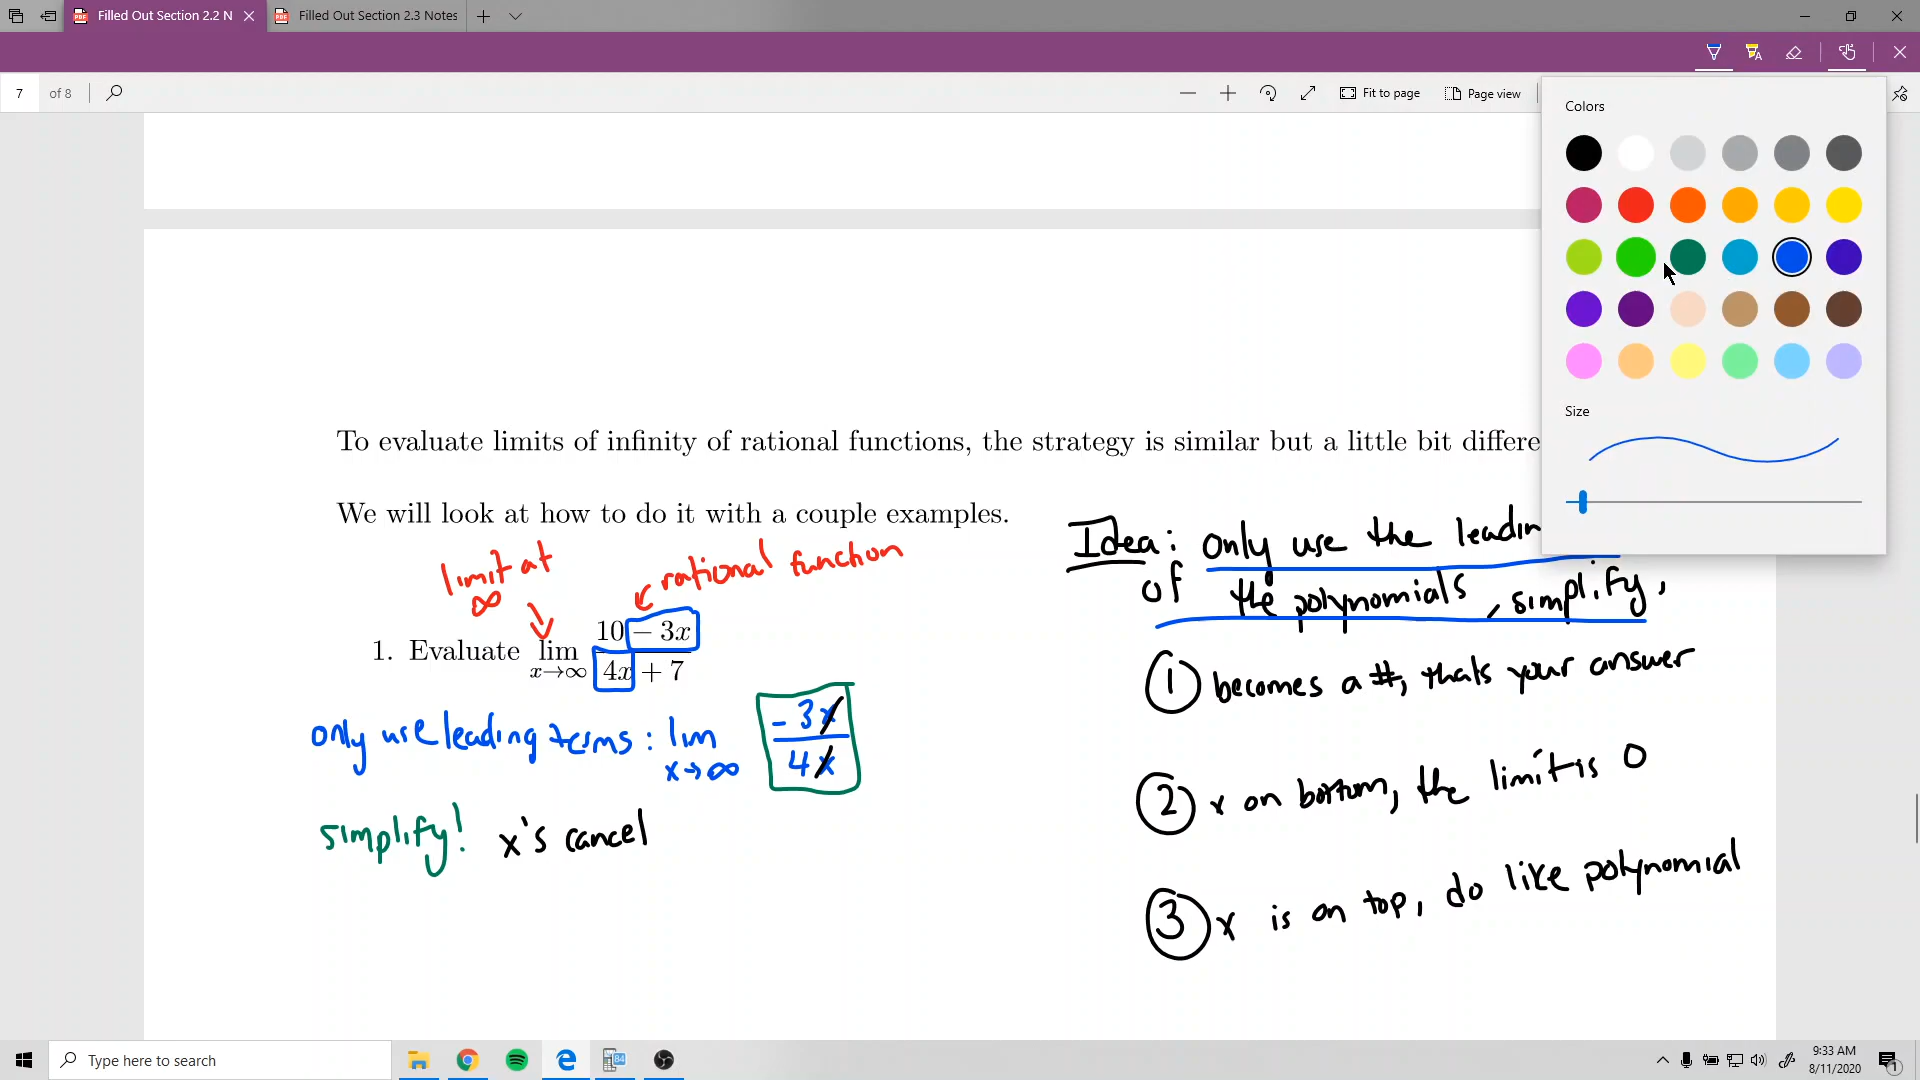 Filled Out Section 2.2 N
Filled Out Section 2.3 Notes
7 of 8
Fit to page
Page view
Colors
Size
To evaluate limits of infinity of rational functions, the strategy is similar but a little bit differe
We will look at how to do it with a couple examples.
limit at
∞
rational function
1. Evaluate lim x→∞ (10 − 3x)/(4x + 7)
only use leading terms : lim x→∞ -3x/4x
simplify! x's cancel
Idea: only use the leadin
of the polynomials, simplify,
① becomes a #, thats your answer
② x on bottom, the limit is 0
③ x is on top, do like polynomial
Type here to search
84
9:33 AM
8/11/2020
1